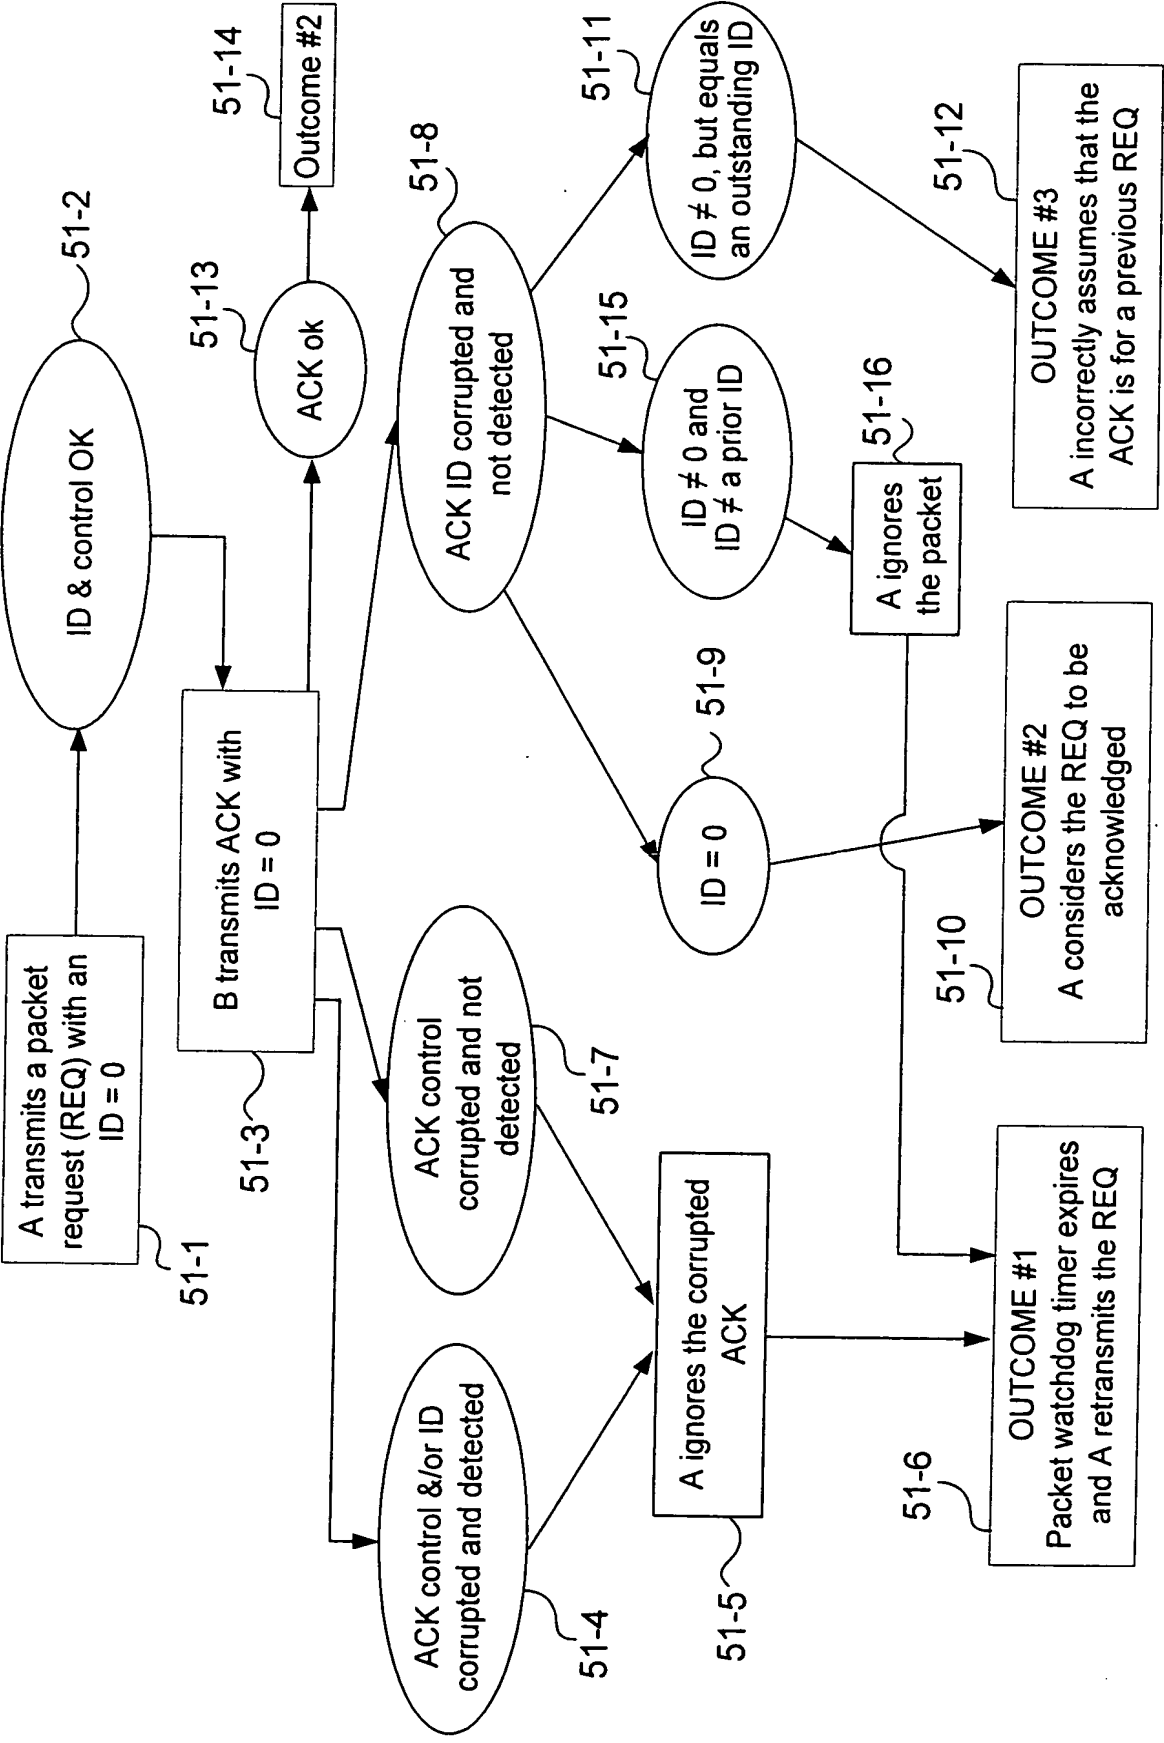 A transmits a packet
request (REQ) with an
ID = 0
51-1
ID & control OK
51-2
B transmits ACK with
ID = 0
51-3
ACK ok
51-13
Outcome #2
51-14
ACK control &/or ID
corrupted and detected
51-4
ACK control
corrupted and not
detected
51-7
ACK ID corrupted and
not detected
51-8
A ignores the corrupted
ACK
51-5
ID = 0
51-9
ID ≠ 0 and
ID ≠ a prior ID
51-15
ID ≠ 0, but equals
an outstanding ID
51-11
A ignores
the packet
51-16
OUTCOME #1
Packet watchdog timer expires
and A retransmits the REQ
51-6
OUTCOME #2
A considers the REQ to be
acknowledged
51-10
OUTCOME #3
A incorrectly assumes that the
ACK is for a previous REQ
51-12